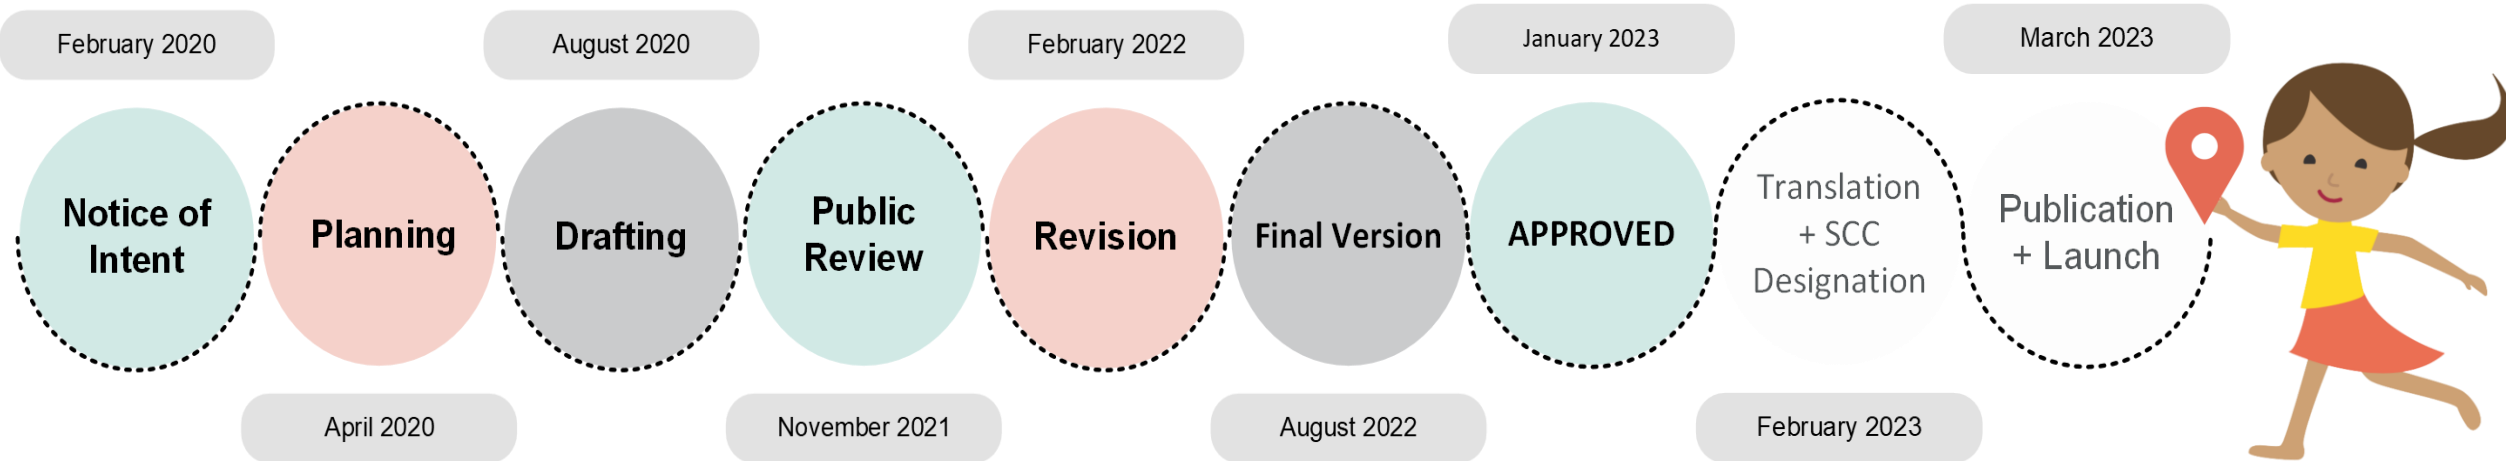 February 2020
August 2020
February 2022
January 2023
March 2023
Notice of
Intent
Planning
Drafting
Public
Review
Revision
Final Version
APPROVED
Translation
+ SCC
Designation
Publication
+ Launch
April 2020
November 2021
August 2022
February 2023